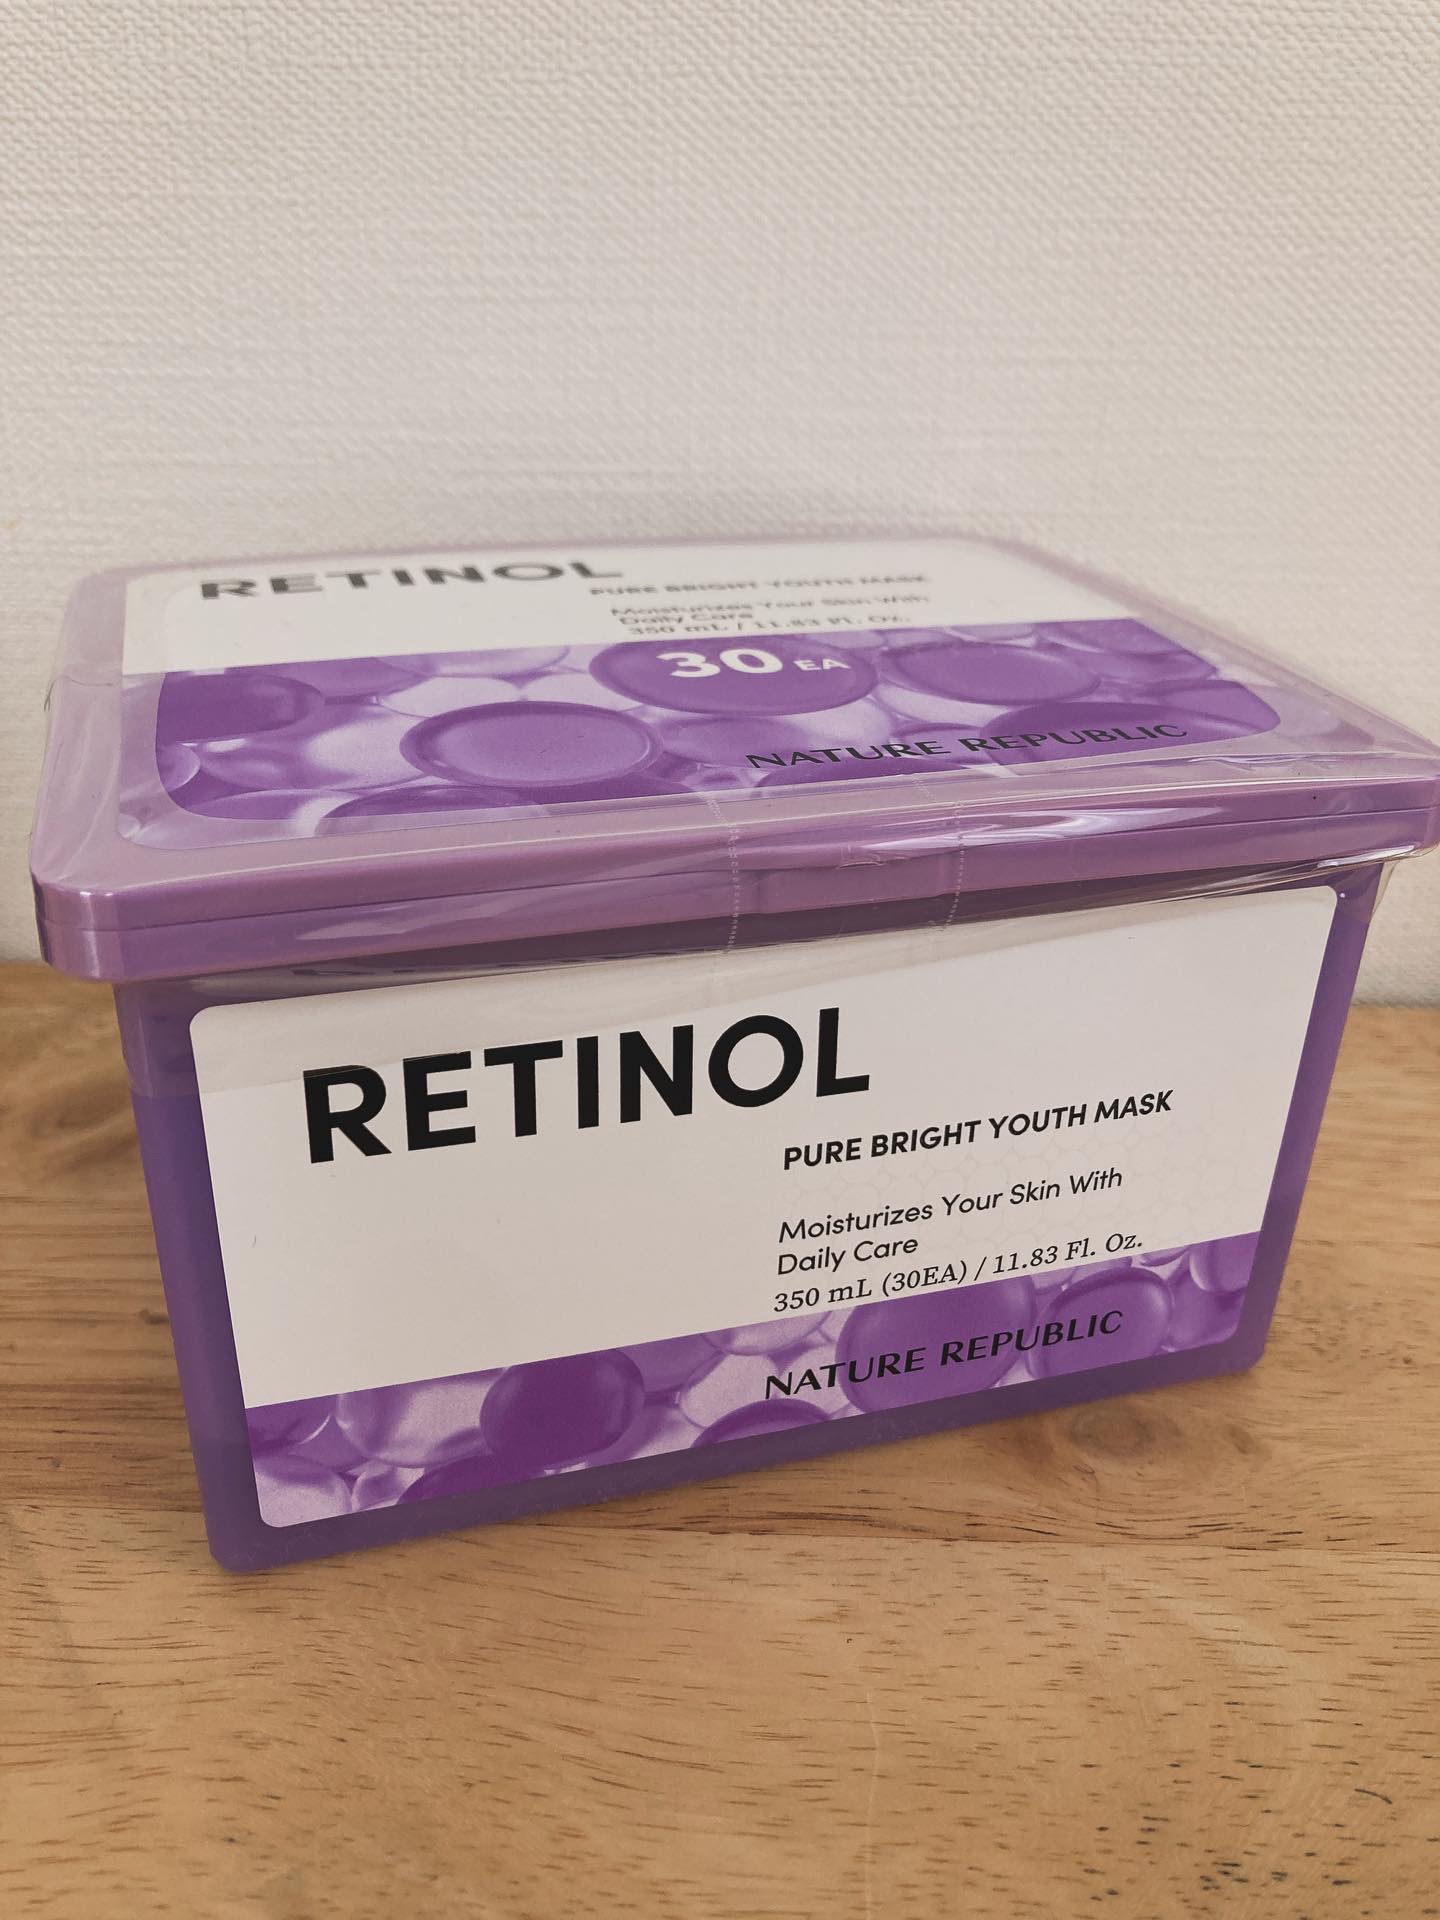 RETINOL
PURE BRIGHT YOUTH MASK
Moisturizes Your Skin With
Daily Care
350 mL / 11.83 Fl. Oz.
30 EA
NATURE REPUBLIC
RETINOL
PURE BRIGHT YOUTH MASK
Moisturizes Your Skin With
Daily Care
350 mL (30EA) / 11.83 Fl. Oz.
NATURE REPUBLIC